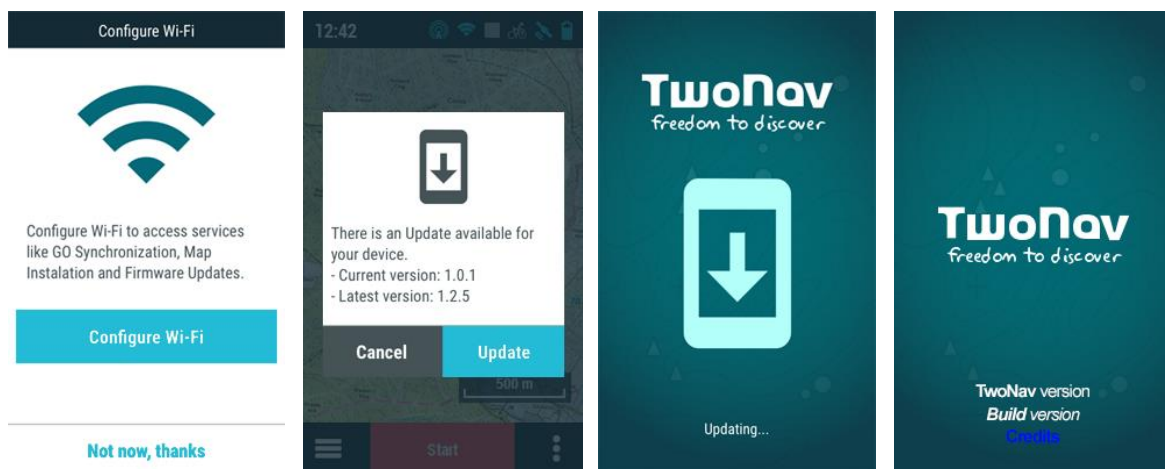 Configure Wi-Fi
Configure Wi-Fi to access services
like GO Synchronization, Map
Instalation and Firmware Updates.
Configure Wi-Fi
Not now, thanks
12:42
There is an Update available for
your device.
- Current version: 1.0.1
- Latest version: 1.2.5
Cancel
Update
500 m
Start
TwoNav
freedom to discover
Updating...
TwoNav
freedom to discover
TwoNav version
Build version
Credits